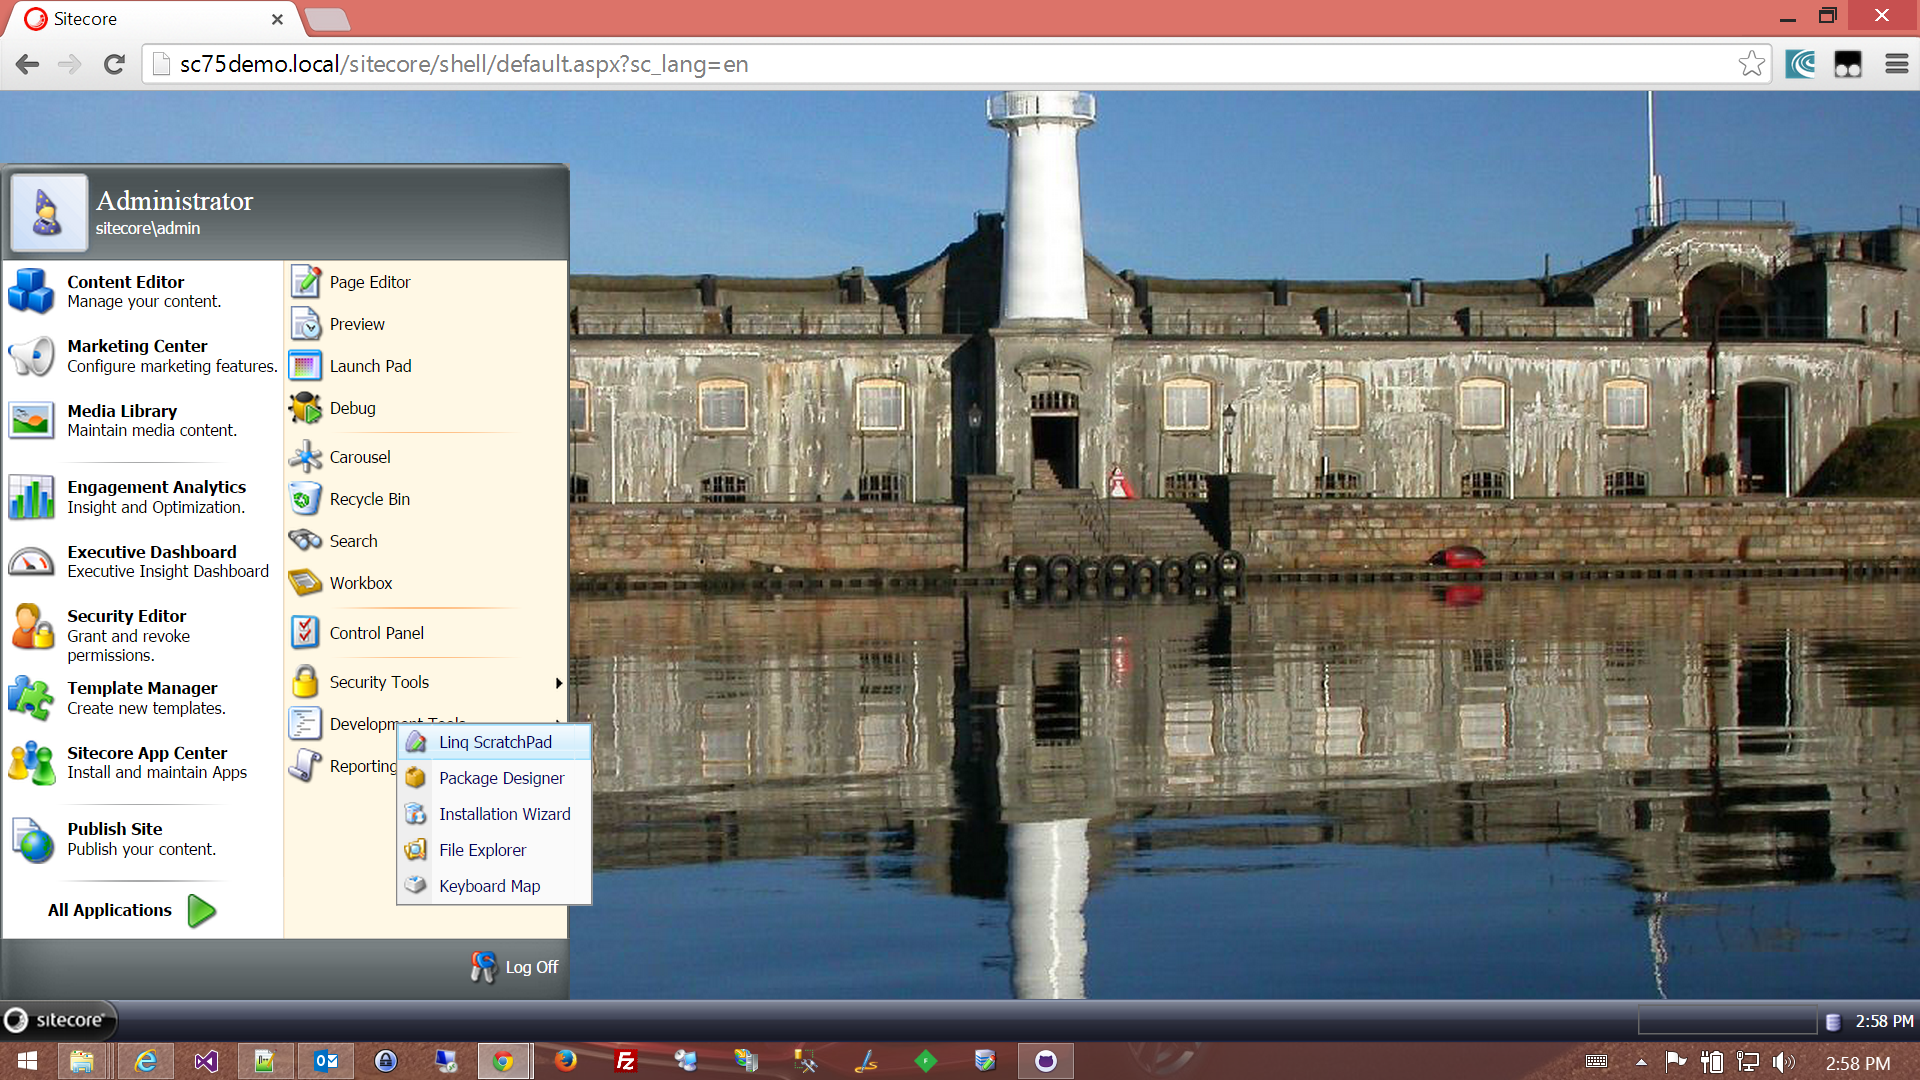 Sitecore
sc75demo.local/sitecore/shell/default.aspx?sc_lang=en
Administrator
sitecore\admin
Content Editor
Manage your content.
Marketing Center
Configure marketing features.
Media Library
Maintain media content.
Engagement Analytics
Insight and Optimization.
Executive Dashboard
Executive Insight Dashboard
Security Editor
Grant and revoke
permissions.
Template Manager
Create new templates.
Sitecore App Center
Install and maintain Apps
Publish Site
Publish your content.
All Applications
Page Editor
Preview
Launch Pad
Debug
Carousel
Recycle Bin
Search
Workbox
Control Panel
Security Tools
Development Tools
Reporting
Linq ScratchPad
Package Designer
Installation Wizard
File Explorer
Keyboard Map
Log Off
sitecore
2:58 PM
2:58 PM